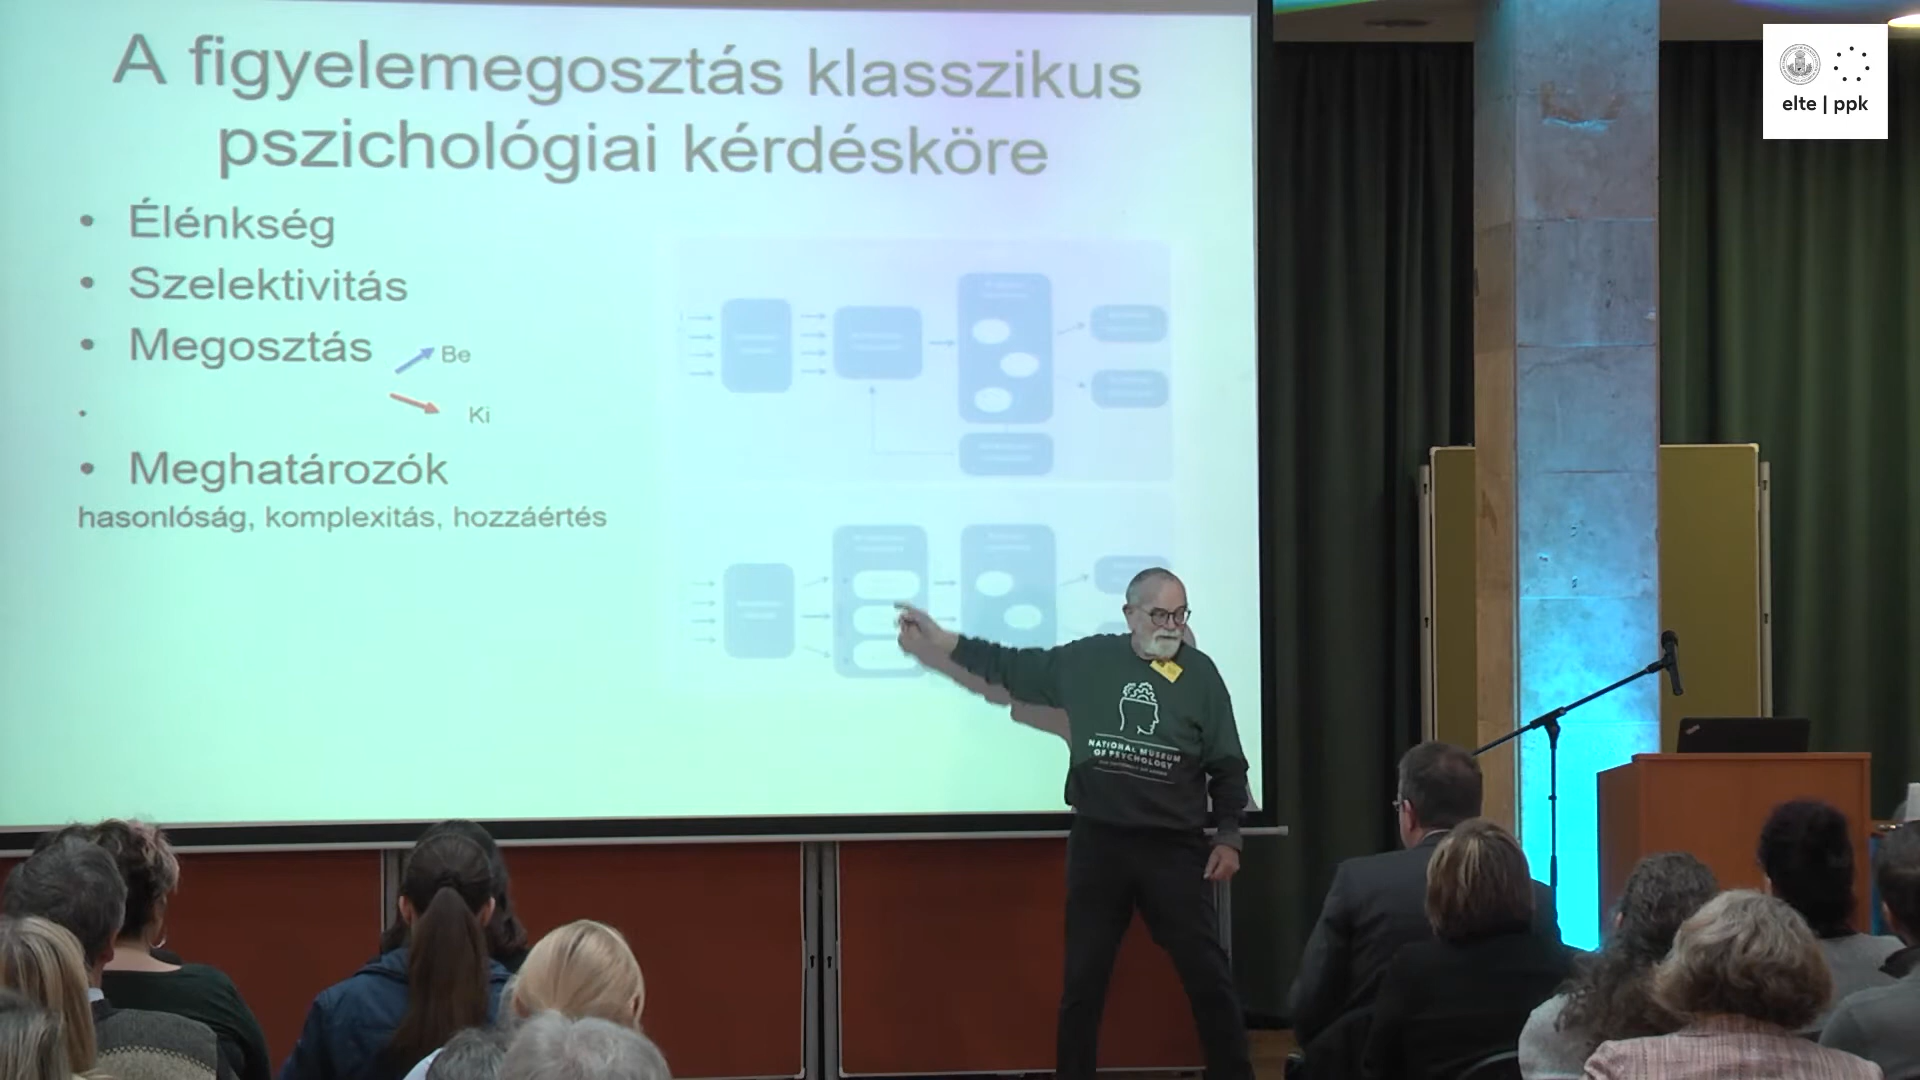 A figyelemegosztás klasszikus
pszichológiai kérdésköre
• Élénkség
• Szelektivitás
• Megosztás
Be
•
Ki
• Meghatározók
hasonlóság, komplexitás, hozzáértés
NATIONAL MUSEUM
OF PSYCHOLOGY
elte | ppk